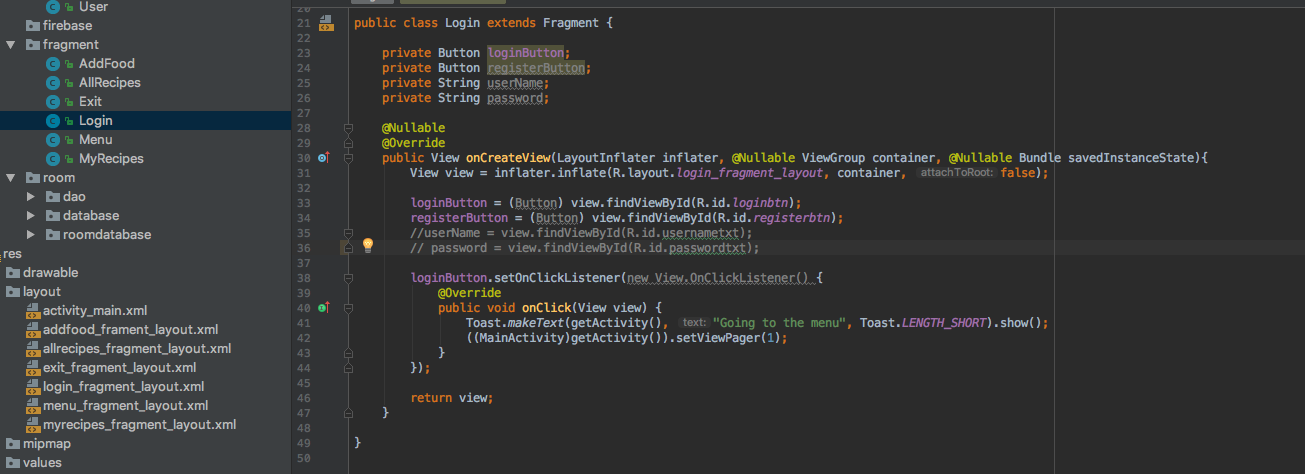 User
firebase
fragment
AddFood
AllRecipes
Exit
Login
Menu
MyRecipes
room
dao
database
roomdatabase
res
drawable
layout
activity_main.xml
addfood_frament_layout.xml
allrecipes_fragment_layout.xml
exit_fragment_layout.xml
login_fragment_layout.xml
menu_fragment_layout.xml
myrecipes_fragment_layout.xml
mipmap
values
20
21 public class Login extends Fragment {
22
23 private Button loginButton;
24 private Button registerButton;
25 private String userName;
26 private String password;
27
28 @Nullable
29 @Override
30 public View onCreateView(LayoutInflater inflater, @Nullable ViewGroup container, @Nullable Bundle savedInstanceState){
31 View view = inflater.inflate(R.layout.login_fragment_layout, container, attachToRoot: false);
32
33 loginButton = (Button) view.findViewById(R.id.loginbtn);
34 registerButton = (Button) view.findViewById(R.id.registerbtn);
35 //userName = view.findViewById(R.id.usernametxt);
36 // password = view.findViewById(R.id.passwordtxt);
37
38 loginButton.setOnClickListener(new View.OnClickListener() {
39 @Override
40 public void onClick(View view) {
41 Toast.makeText(getActivity(), text: "Going to the menu", Toast.LENGTH_SHORT).show();
42 ((MainActivity)getActivity()).setViewPager(1);
43 }
44 });
45
46 return view;
47 }
48
49 }
50